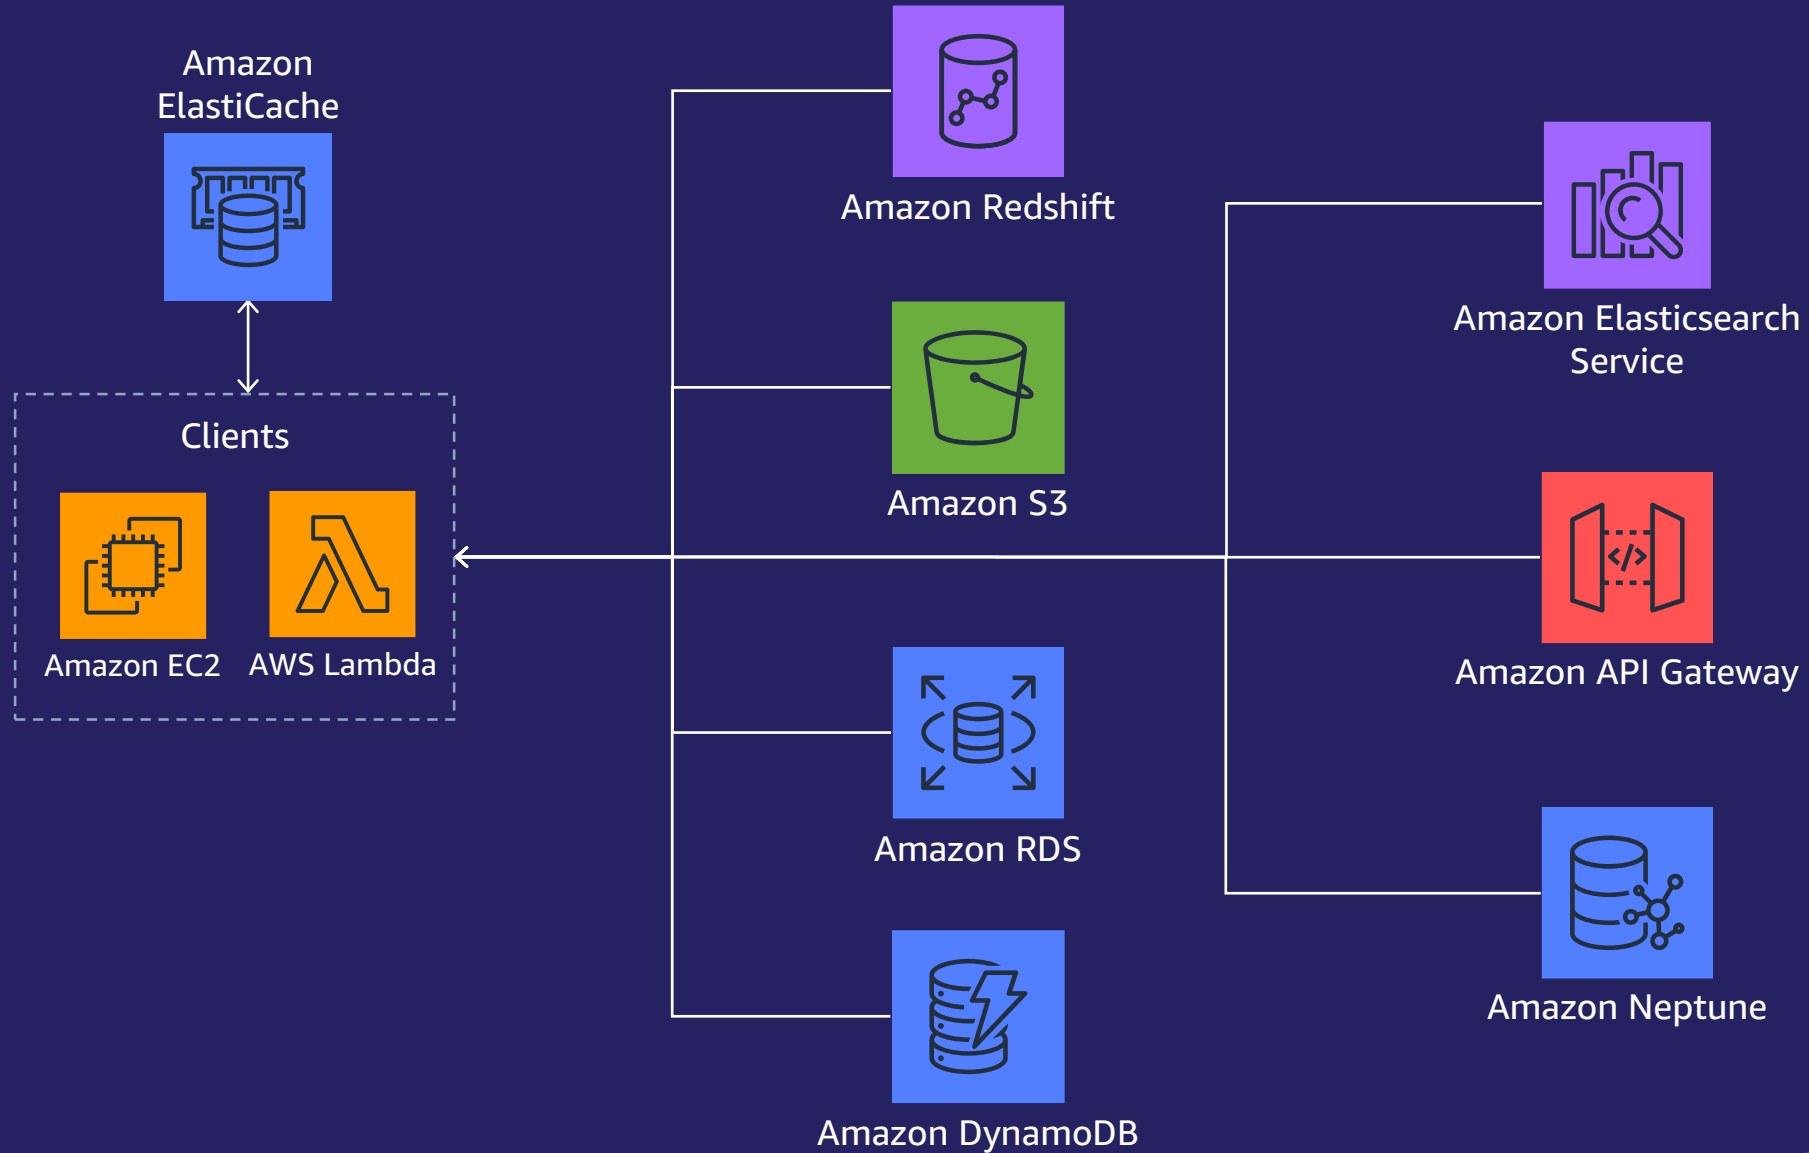 Amazon
ElastiCache
Clients
Amazon EC2
AWS Lambda
Amazon Redshift
Amazon S3
Amazon RDS
Amazon DynamoDB
Amazon Elasticsearch
Service
</>
Amazon API Gateway
Amazon Neptune